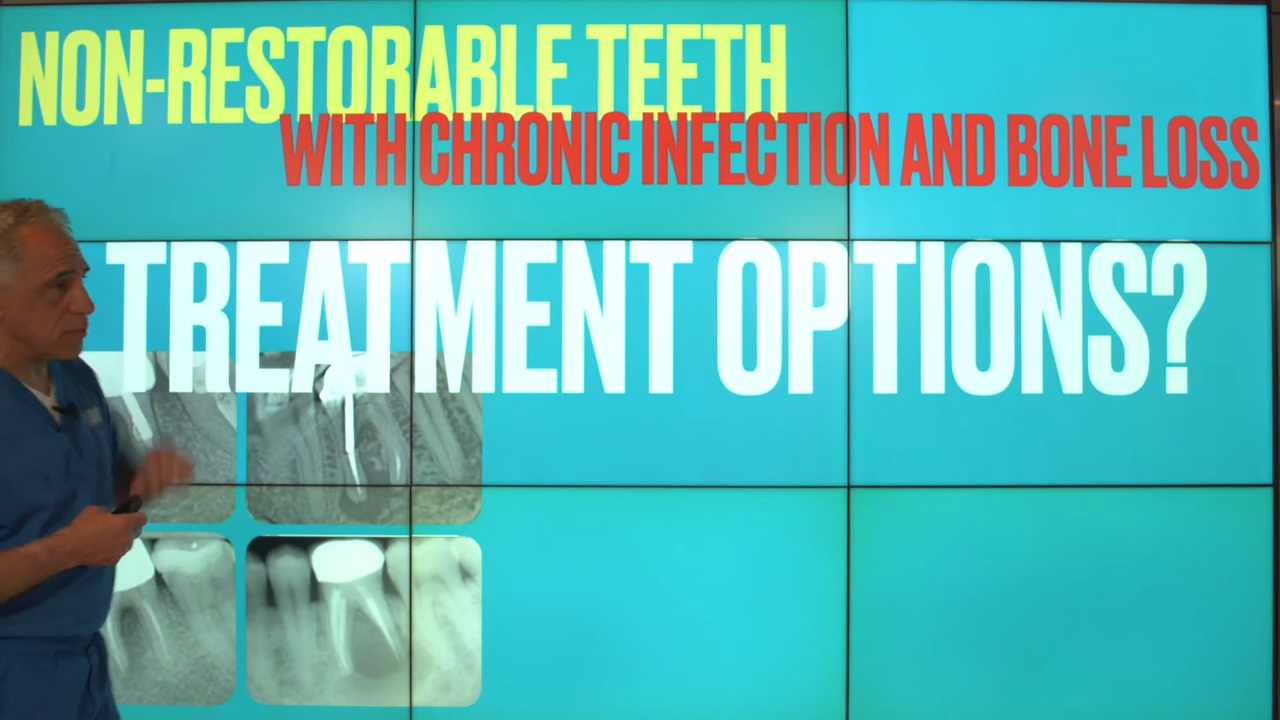 NON-RESTORABLE TEETH
WITH CHRONIC INFECTION AND BONE LOSS
TREATMENT OPTIONS?